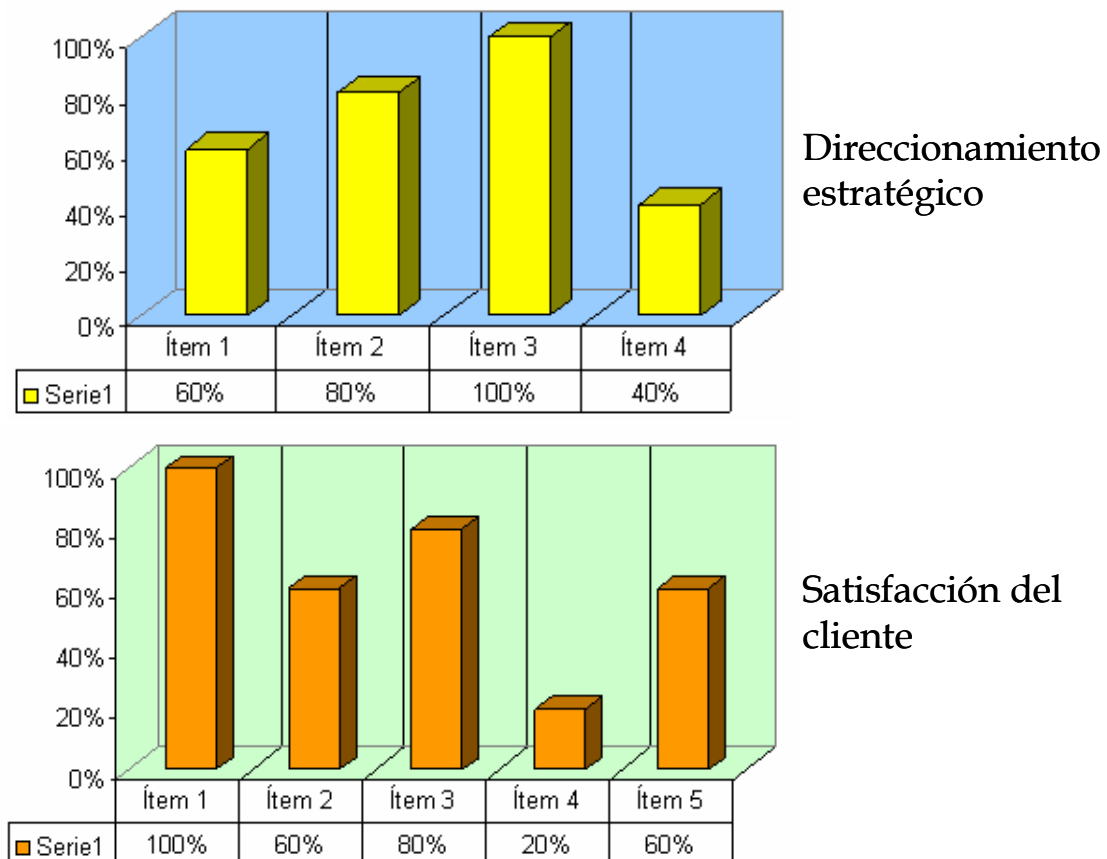 100%
80%
60%
40%
20%
0%
Ítem 1 Ítem 2 Ítem 3 Ítem 4
Serie1 60% 80% 100% 40%
Direccionamiento
estratégico
100%
80%
60%
40%
20%
0%
Ítem 1 Ítem 2 Ítem 3 Ítem 4 Ítem 5
Serie1 100% 60% 80% 20% 60%
Satisfacción del
cliente